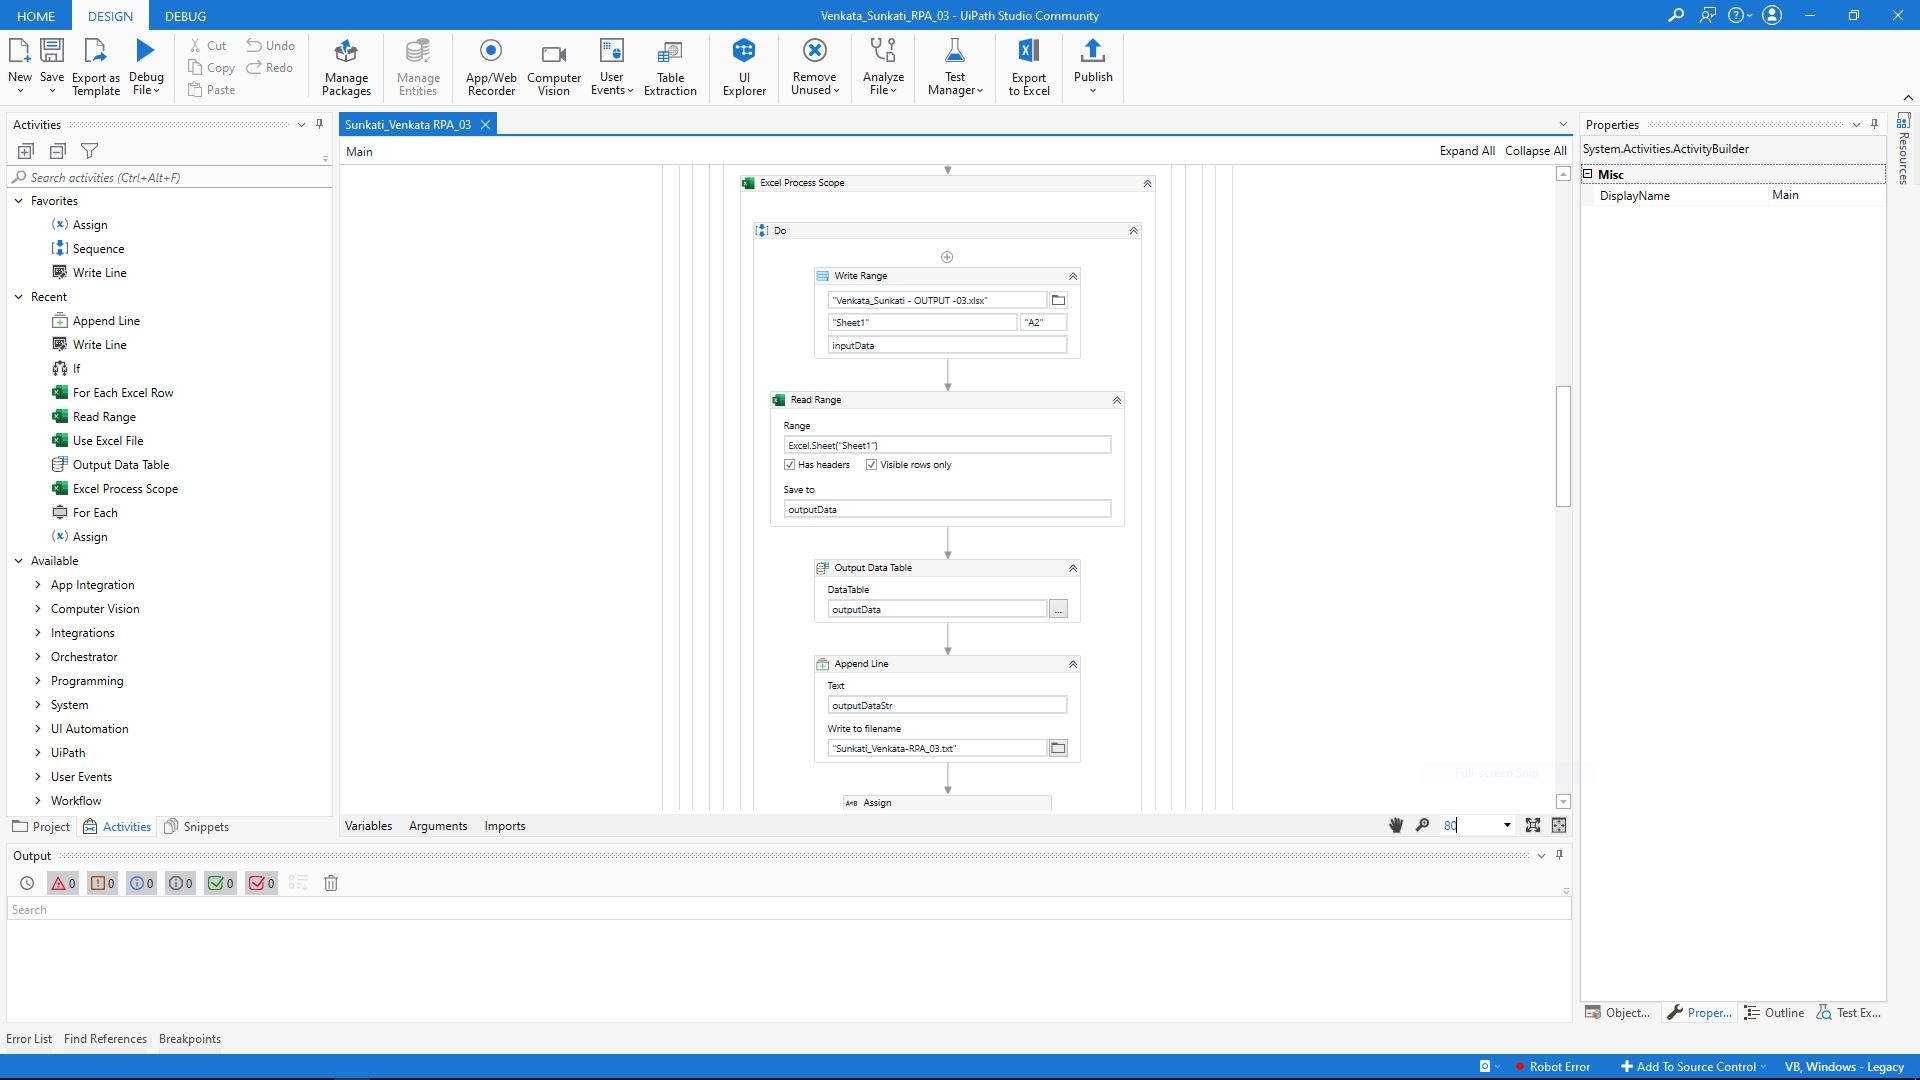 HOME DESIGN DEBUG
Venkata_Sunkati_RPA_03 - UiPath Studio Community
New
Save
Export as Template
Debug File
Cut
Copy
Paste
Undo
Redo
Manage Packages
Manage Entities
App/Web Recorder
Computer Vision
User Events
Table Extraction
UI Explorer
Remove Unused
Analyze File
Test Manager
Export to Excel
Publish
Activities
Search activities (Ctrl+Alt+F)
Favorites
Assign
Sequence
Write Line
Recent
Append Line
Write Line
If
For Each Excel Row
Read Range
Use Excel File
Output Data Table
Excel Process Scope
For Each
Assign
Available
App Integration
Computer Vision
Integrations
Orchestrator
Programming
System
UI Automation
UiPath
User Events
Workflow
Project Activities Snippets
Sunkati_Venkata RPA_03
Main
Expand All Collapse All
Excel Process Scope
Do
Write Range
"Venkata_Sunkati - OUTPUT -03.xlsx"
"Sheet1" "A2"
inputData
Read Range
Range
Excel.Sheet("Sheet1")
Has headers Visible rows only
Save to
outputData
Output Data Table
DataTable
outputData ...
Append Line
Text
outputDataStr
Write to filename
"Sunkati_Venkata-RPA_03.txt"
A*B Assign
Full-screen Snip
Variables Arguments Imports
80
Properties
System.Activities.ActivityBuilder
Misc
DisplayName Main
Resources
Object... Proper... Outline Test Ex...
Output
0 0 0 0 0 0
Search
Error List Find References Breakpoints
Robot Error Add To Source Control VB, Windows - Legacy